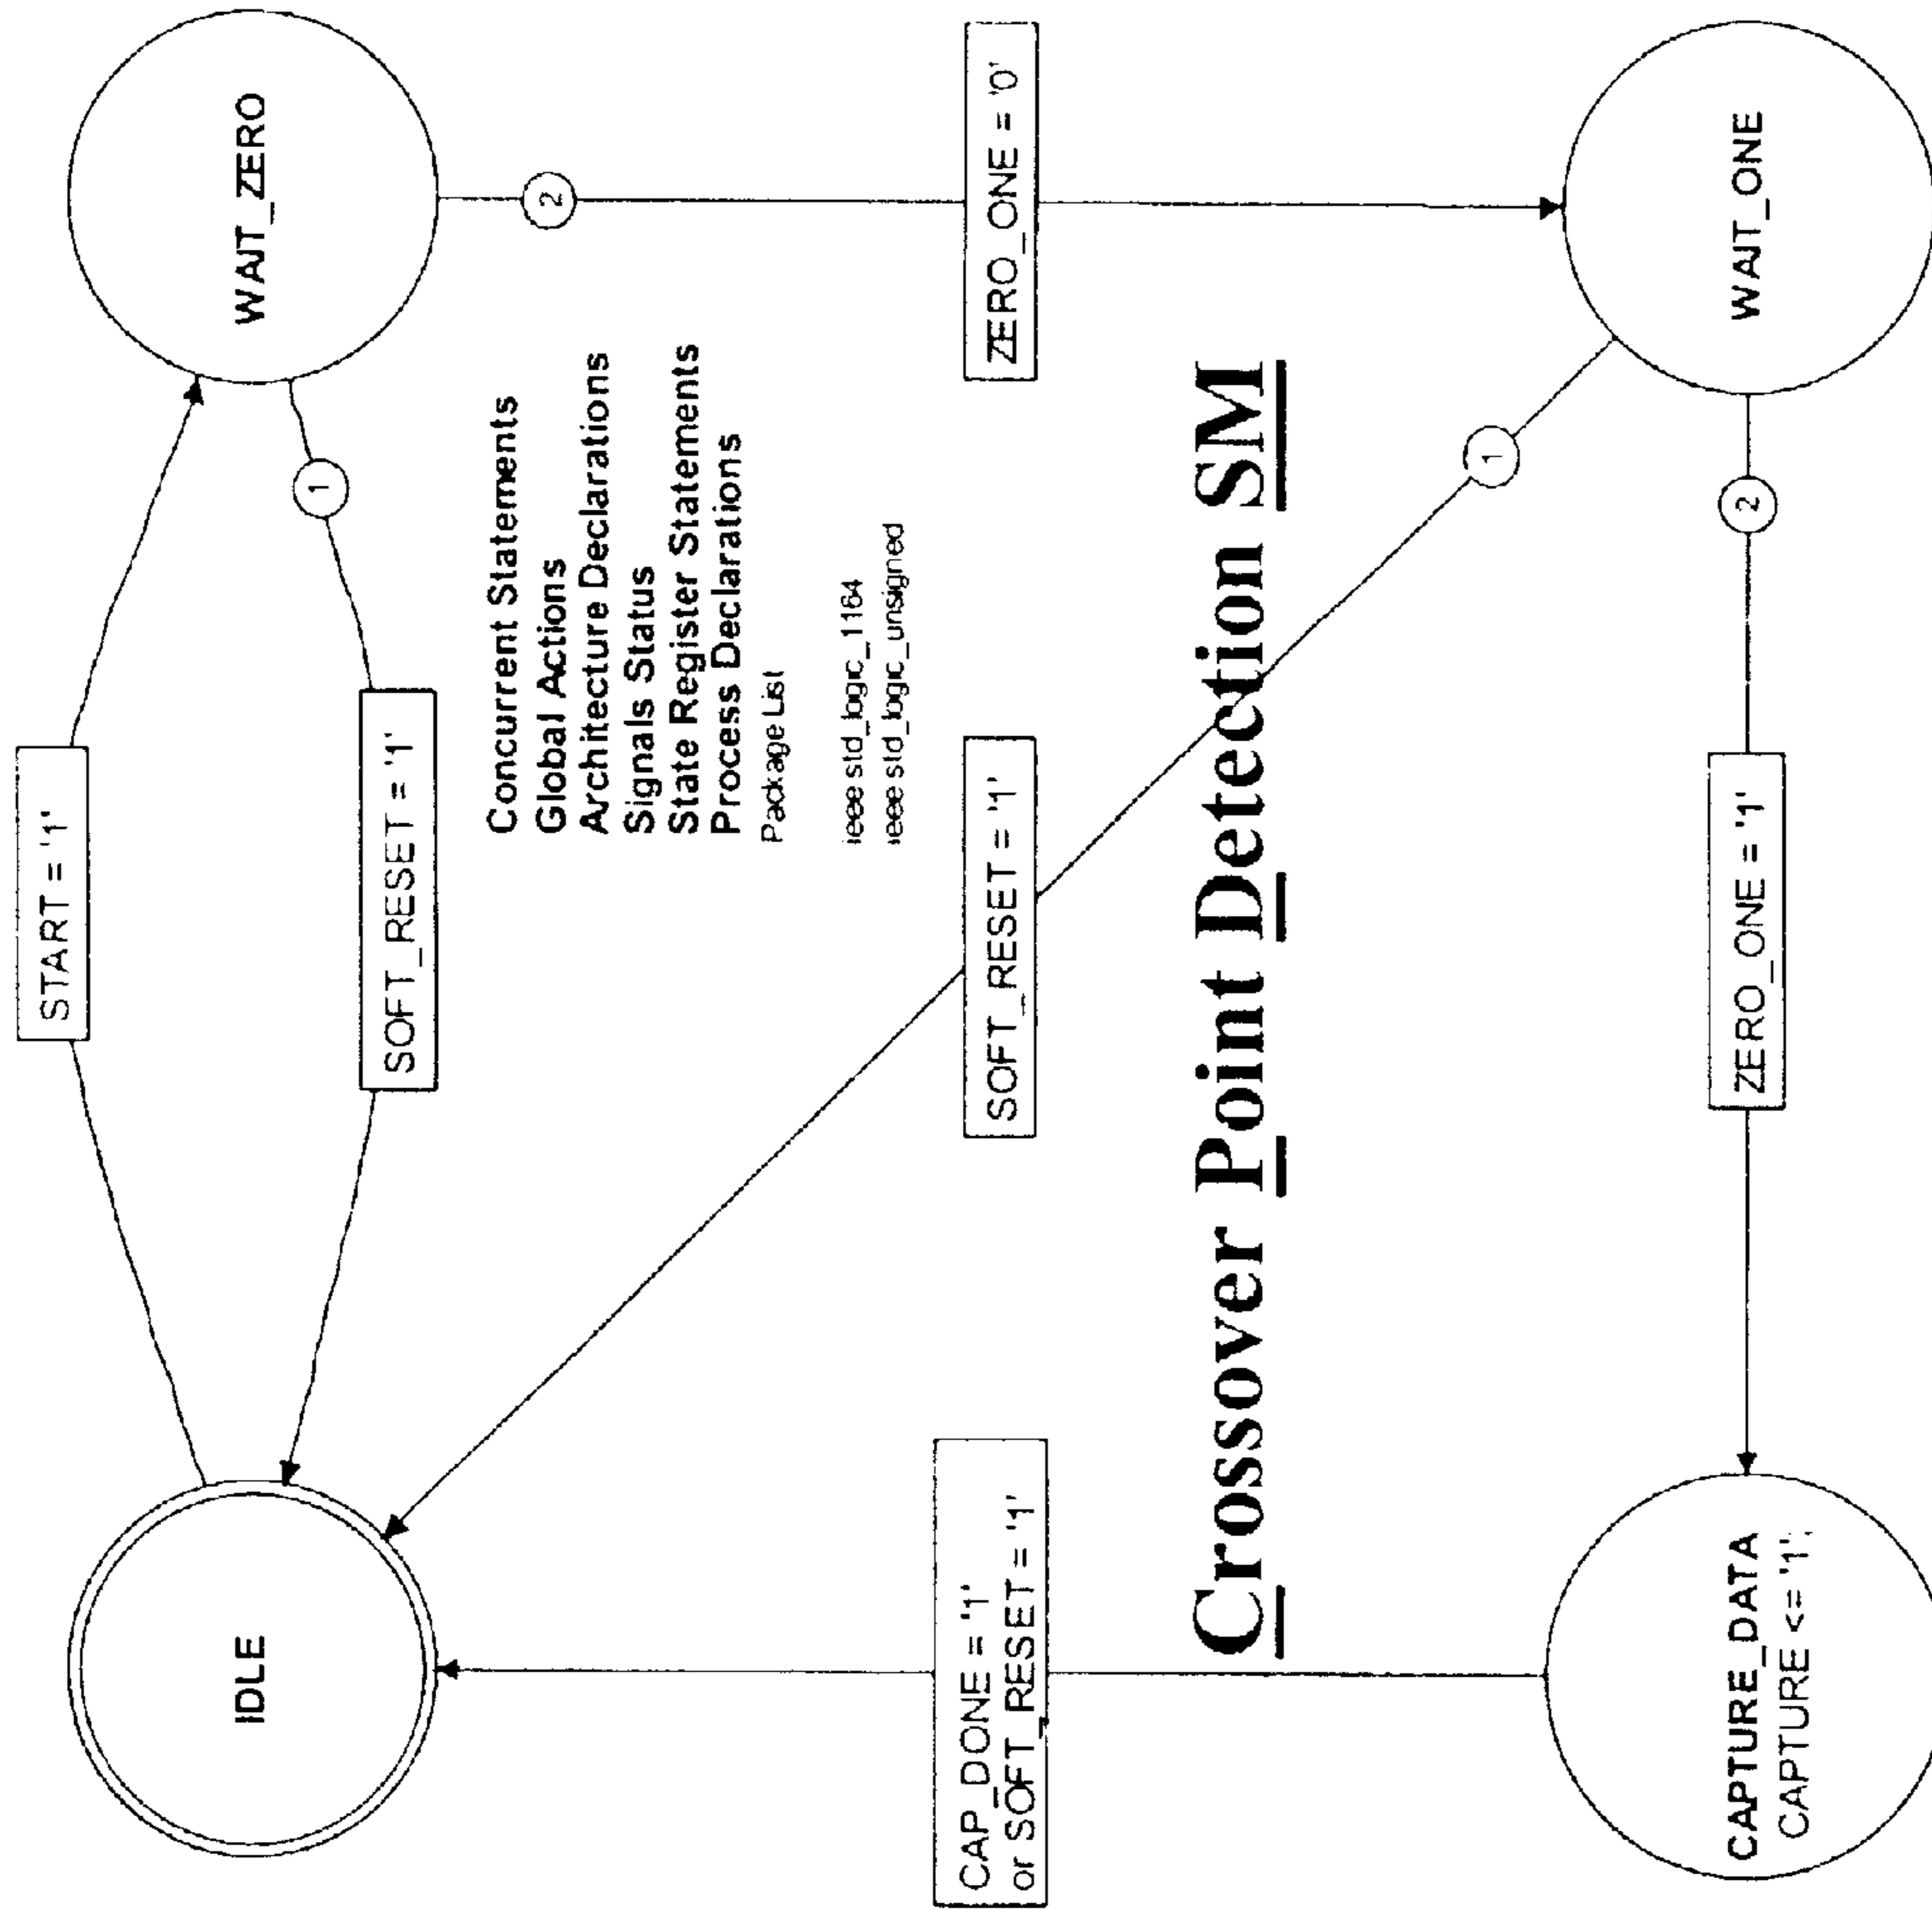 IDLE
START = '1'
WAIT_ZERO
1
SOFT_RESET = '1'
Concurrent Statements
Global Actions
Architecture Declarations
Signals Status
State Register Statements
Process Declarations
Package List
ieee std_logic_1164
ieee std_logic_unsigned
2
CAP_DONE = '1'
or SOFT_RESET = '1'
SOFT_RESET = '1'
ZERO_ONE = '0'
Crossover Point Detection SM
1
CAPTURE_DATA
CAPTURE <= '1';
ZERO_ONE = '1'
2
WAIT_ONE